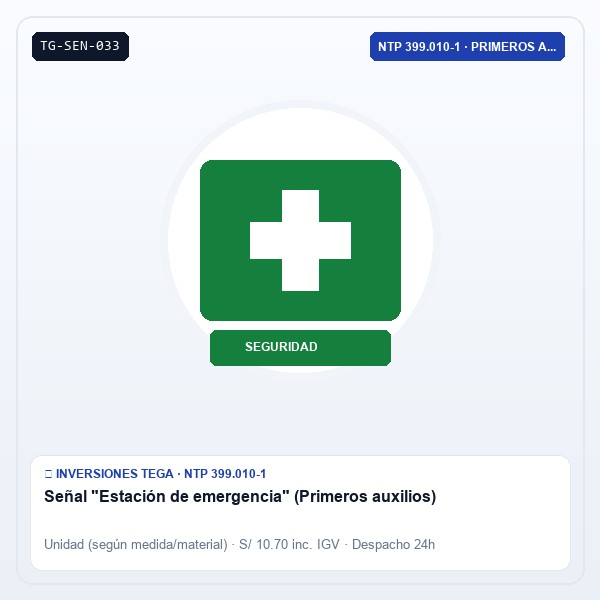 TG-SEN-033
NTP 399.010-1 · PRIMEROS A...
SEGURIDAD
INVERSIONES TEGA · NTP 399.010-1
Señal "Estación de emergencia" (Primeros auxilios)
Unidad (según medida/material) · S/ 10.70 inc. IGV · Despacho 24h